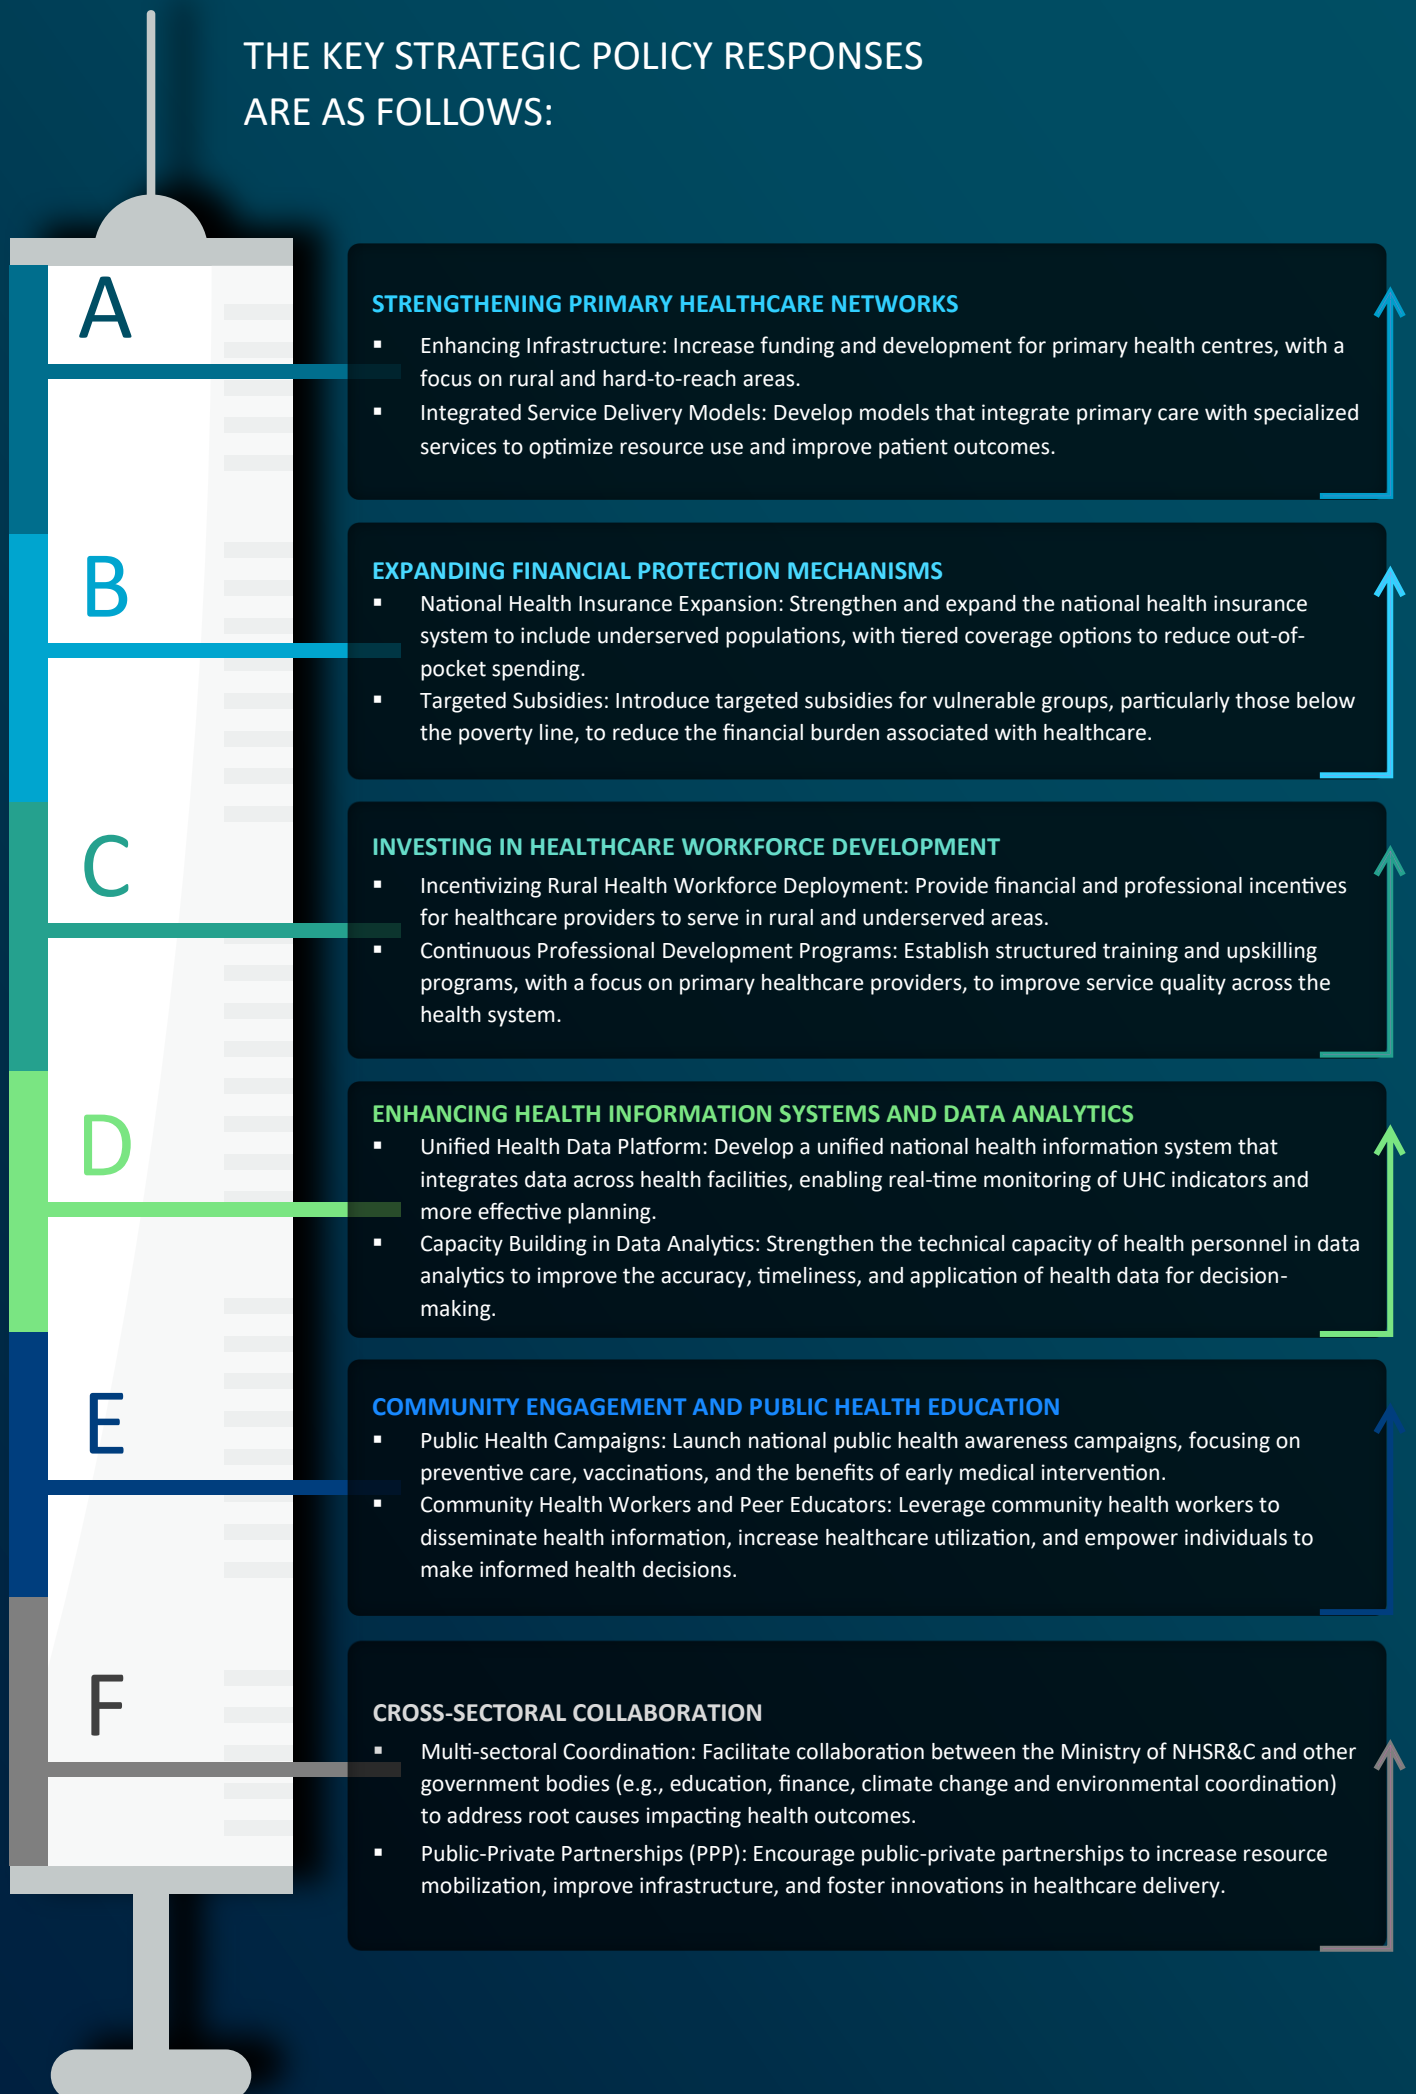 THE KEY STRATEGIC POLICY RESPONSES
ARE AS FOLLOWS:
A
STRENGTHENING PRIMARY HEALTHCARE NETWORKS
▪ Enhancing Infrastructure: Increase funding and development for primary health centres, with a
focus on rural and hard-to-reach areas.
▪ Integrated Service Delivery Models: Develop models that integrate primary care with specialized
services to optimize resource use and improve patient outcomes.
B
EXPANDING FINANCIAL PROTECTION MECHANISMS
▪ National Health Insurance Expansion: Strengthen and expand the national health insurance
system to include underserved populations, with tiered coverage options to reduce out-of-
pocket spending.
▪ Targeted Subsidies: Introduce targeted subsidies for vulnerable groups, particularly those below
the poverty line, to reduce the financial burden associated with healthcare.
C
INVESTING IN HEALTHCARE WORKFORCE DEVELOPMENT
▪ Incentivizing Rural Health Workforce Deployment: Provide financial and professional incentives
for healthcare providers to serve in rural and underserved areas.
▪ Continuous Professional Development Programs: Establish structured training and upskilling
programs, with a focus on primary healthcare providers, to improve service quality across the
health system.
D
ENHANCING HEALTH INFORMATION SYSTEMS AND DATA ANALYTICS
▪ Unified Health Data Platform: Develop a unified national health information system that
integrates data across health facilities, enabling real-time monitoring of UHC indicators and
more effective planning.
▪ Capacity Building in Data Analytics: Strengthen the technical capacity of health personnel in data
analytics to improve the accuracy, timeliness, and application of health data for decision-
making.
E
COMMUNITY ENGAGEMENT AND PUBLIC HEALTH EDUCATION
▪ Public Health Campaigns: Launch national public health awareness campaigns, focusing on
preventive care, vaccinations, and the benefits of early medical intervention.
▪ Community Health Workers and Peer Educators: Leverage community health workers to
disseminate health information, increase healthcare utilization, and empower individuals to
make informed health decisions.
F
CROSS-SECTORAL COLLABORATION
▪ Multi-sectoral Coordination: Facilitate collaboration between the Ministry of NHSR&C and other
government bodies (e.g., education, finance, climate change and environmental coordination)
to address root causes impacting health outcomes.
▪ Public-Private Partnerships (PPP): Encourage public-private partnerships to increase resource
mobilization, improve infrastructure, and foster innovations in healthcare delivery.